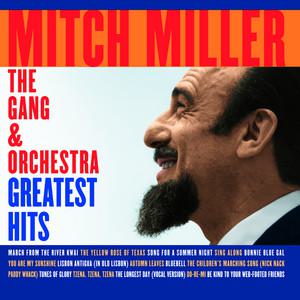 MITCH MILLER
THE
GANG
&
ORCHESTRA
GREATEST
HITS
MARCH FROM THE RIVER KWAI THE YELLOW ROSE OF TEXAS SONG FOR A SUMMER NIGHT SING ALONG BONNIE BLUE GAL
YOU ARE MY SUNSHINE LISBON ANTIGUA (IN OLD LISBON) AUTUMN LEAVES BLUEBELL THE CHILDREN'S MARCHING SONG (NICK NACK
PADDY WHACK) TUNES OF GLORY TZENA, TZENA, TZENA THE LONGEST DAY (VOCAL VERSION) DO-RE-MI BE KIND TO YOUR WEB-FOOTED FRIENDS